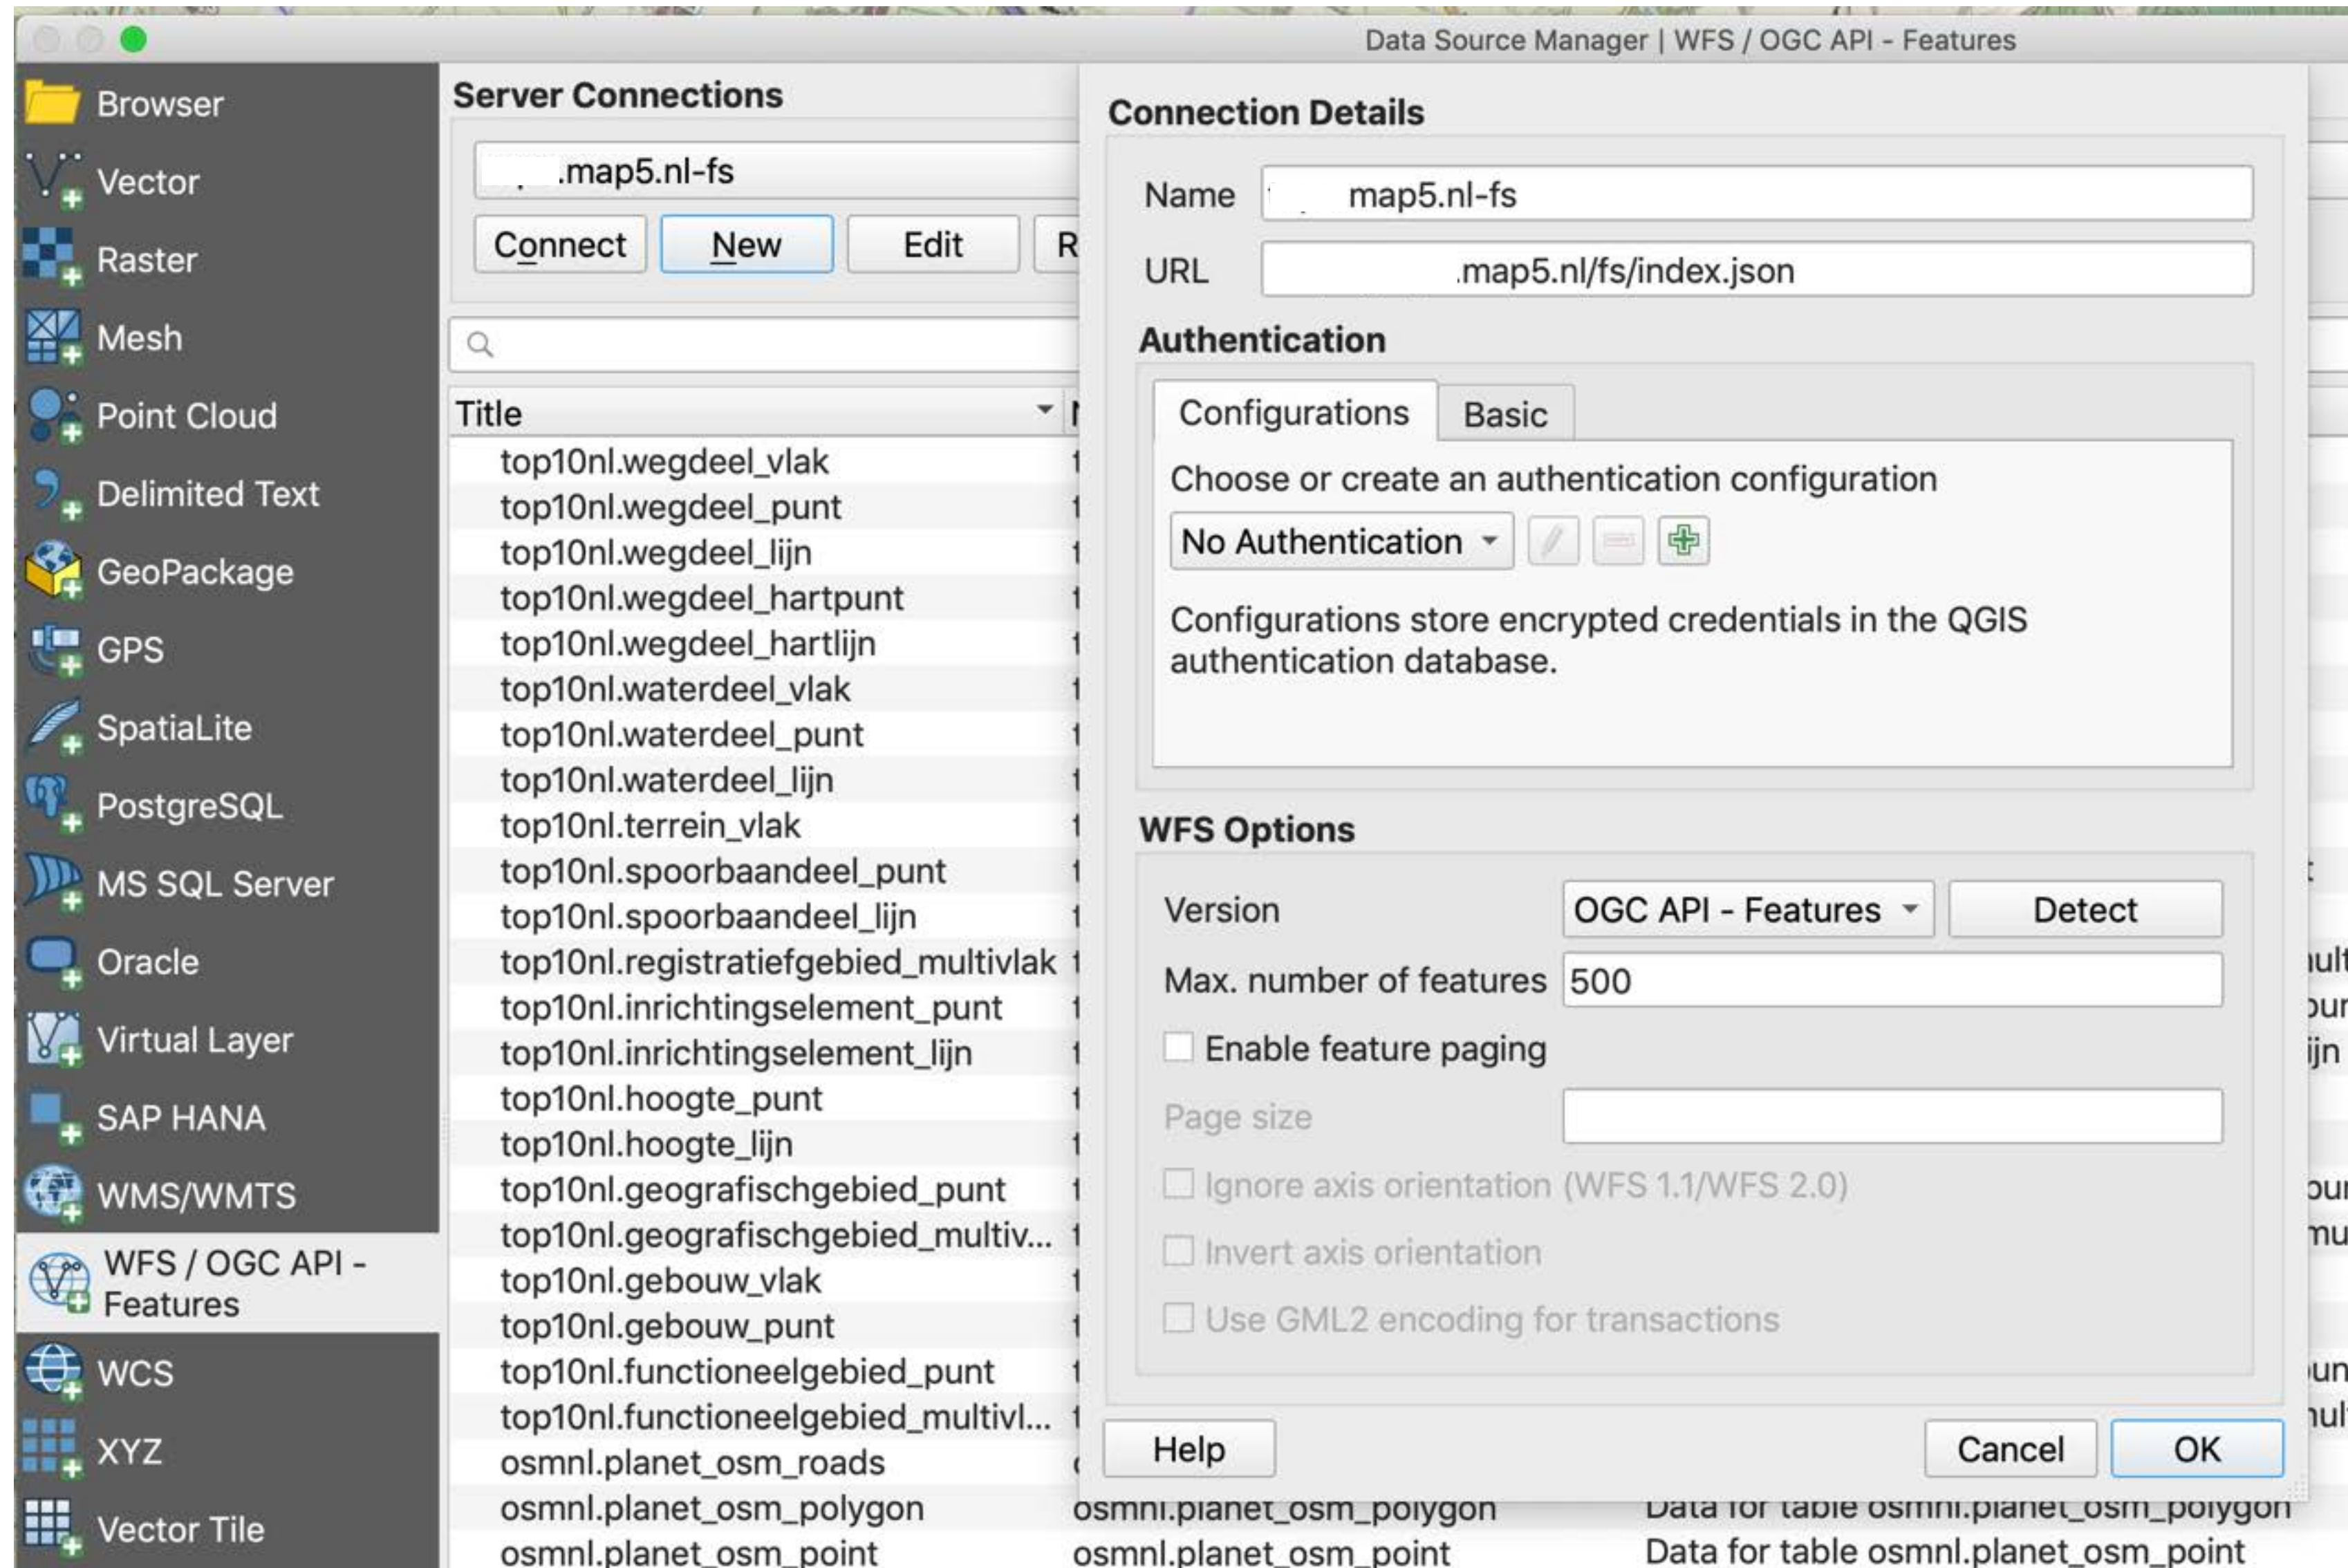 Data Source Manager | WFS / OGC API - Features
Browser
Vector
Raster
Mesh
Point Cloud
Delimited Text
GeoPackage
GPS
SpatiaLite
PostgreSQL
MS SQL Server
Oracle
Virtual Layer
SAP HANA
WMS/WMTS
WFS / OGC API -
Features
WCS
XYZ
Vector Tile
Server Connections
.map5.nl-fs
Connect New Edit R
Title
top10nl.wegdeel_vlak
top10nl.wegdeel_punt
top10nl.wegdeel_lijn
top10nl.wegdeel_hartpunt
top10nl.wegdeel_hartlijn
top10nl.waterdeel_vlak
top10nl.waterdeel_punt
top10nl.waterdeel_lijn
top10nl.terrein_vlak
top10nl.spoorbaandeel_punt
top10nl.spoorbaandeel_lijn
top10nl.registratiefgebied_multivlak
top10nl.inrichtingselement_punt
top10nl.inrichtingselement_lijn
top10nl.hoogte_punt
top10nl.hoogte_lijn
top10nl.geografischgebied_punt
top10nl.geografischgebied_multiv...
top10nl.gebouw_vlak
top10nl.gebouw_punt
top10nl.functioneelgebied_punt
top10nl.functioneelgebied_multivl...
osmnl.planet_osm_roads
osmnl.planet_osm_polygon osmnl.planet_osm_polygon Data for table osmnl.planet_osm_polygon
osmnl.planet_osm_point osmnl.planet_osm_point Data for table osmnl.planet_osm_point
Connection Details
Name map5.nl-fs
URL .map5.nl/fs/index.json
Authentication
Configurations Basic
Choose or create an authentication configuration
No Authentication
Configurations store encrypted credentials in the QGIS
authentication database.
WFS Options
Version OGC API - Features Detect
Max. number of features 500
Enable feature paging
Page size
Ignore axis orientation (WFS 1.1/WFS 2.0)
Invert axis orientation
Use GML2 encoding for transactions
Help Cancel OK